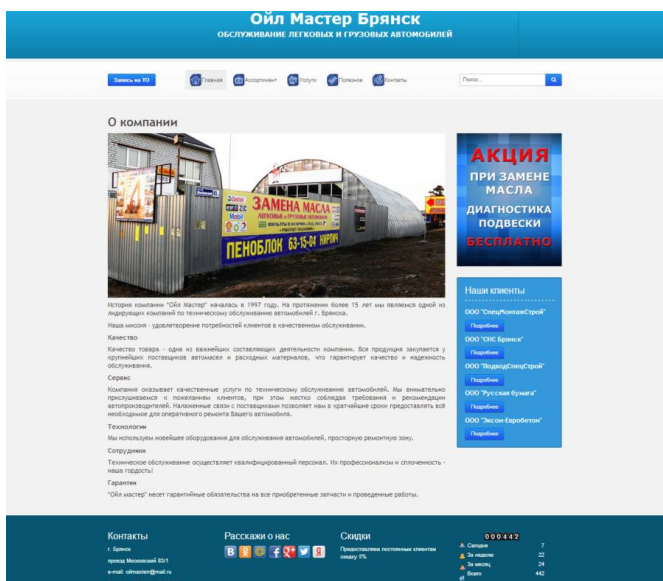 Ойл Мастер Брянск
ОБСЛУЖИВАНИЕ ЛЕГКОВЫХ И ГРУЗОВЫХ АВТОМОБИЛЕЙ
Запись на ТО
Главная
Ассортимент
Услуги
Полезное
Контакты
Поиск...
О компании
Castrol
ZIC
Mobil
ЗАМЕНА МАСЛА
ЛЕГКОВЫЕ и ГРУЗОВЫЕ АВТОМОБИЛИ
ПЕНОБЛОК 63-15-04 КИРПИЧ
АКЦИЯ
ПРИ ЗАМЕНЕ
МАСЛА
ДИАГНОСТИКА
ПОДВЕСКИ
БЕСПЛАТНО
История компании "Ойл Мастер" началась в 1997 году. На протяжении более 15 лет мы являемся одной из
лидирующих компаний по техническому обслуживанию автомобилей г. Брянска.
Наша миссия - удовлетворение потребностей клиентов в качественном обслуживании.
Качество
Качество товара - одна из важнейших составляющих деятельности компании. Вся продукция закупается у
крупнейших поставщиков автомасел и расходных материалов, что гарантирует качество и надежность
обслуживания.
Сервис
Компания оказывает качественные услуги по техническому обслуживанию автомобилей. Мы внимательно
прислушиваемся к пожеланиям клиентов, при этом жестко соблюдая требования и рекомендации
автопроизводителей. Налаженные связи с поставщиками позволяет нам в кратчайшие сроки предоставлять всё
необходимое для оперативного ремонта Вашего автомобиля.
Технологии
Мы используем новейшее оборудования для обслуживания автомобилей, просторную ремонтную зону.
Сотрудники
Техническое обслуживание осуществляет квалифицированный персонал. Их профессионализм и сплоченность -
наша гордость!
Гарантии
"Ойл мастер" несет гарантийные обязательства на все приобретенные запчасти и проведенные работы.
Наши клиенты
ООО "СпецМонтажСтрой"
Подробнее
ООО "СНС Брянск"
Подробнее
ООО "ПодводСпецСтрой"
Подробнее
ООО "Русская бумага"
Подробнее
ООО "Эксон-Евробетон"
Подробнее
Контакты
г. Брянск
проезд Московский 83/1
e-mail: oilmasterr@mail.ru
Расскажи о нас
Скидки
Предоставляем постоянным клиентам
скидку 5%
000442
Сегодня 7
За неделю 22
За месяц 24
Всего 442